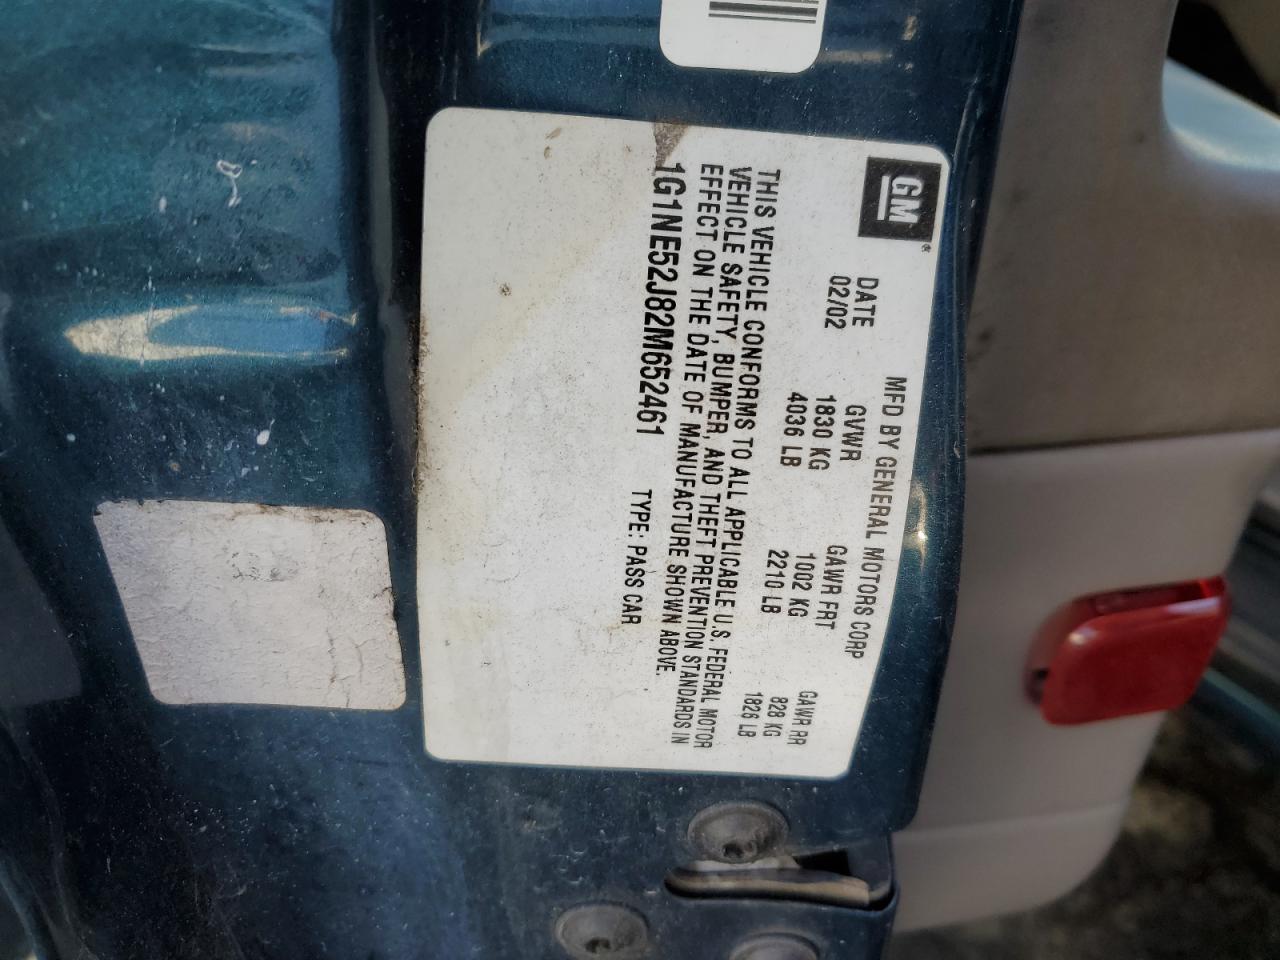 GM
MFD BY GENERAL MOTORS CORP
DATE GVWR GAWR FRT GAWR RR
02/02 1830 KG 1002 KG 828 KG
4036 LB 2210 LB 1826 LB
THIS VEHICLE CONFORMS TO ALL APPLICABLE U.S. FEDERAL MOTOR
VEHICLE SAFETY, BUMPER, AND THEFT PREVENTION STANDARDS IN
EFFECT ON THE DATE OF MANUFACTURE SHOWN ABOVE.
1G1NE52J82M652461 TYPE: PASS CAR